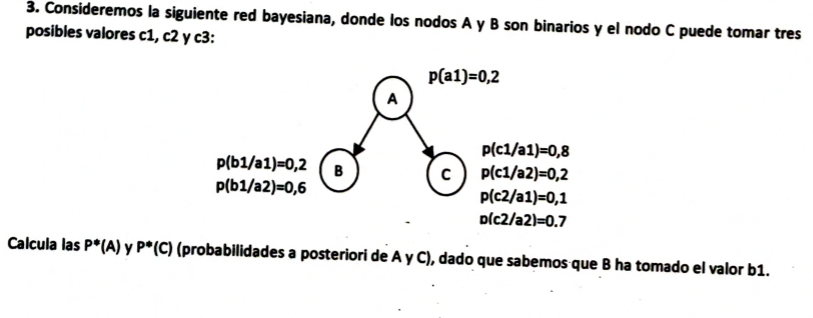 3. Consideremos la siguiente red bayesiana, donde los nodos A y B son binarios y el nodo C puede tomar tres
posibles valores c1, c2 y c3:
p(a1)=0,2
A
p(b1/a1)=0,2
p(b1/a2)=0,6
B
C
p(c1/a1)=0,8
p(c1/a2)=0,2
p(c2/a1)=0,1
p(c2/a2)=0.7
Calcula las P*(A) y P*(C) (probabilidades a posteriori de A y C), dado que sabemos que B ha tomado el valor b1.